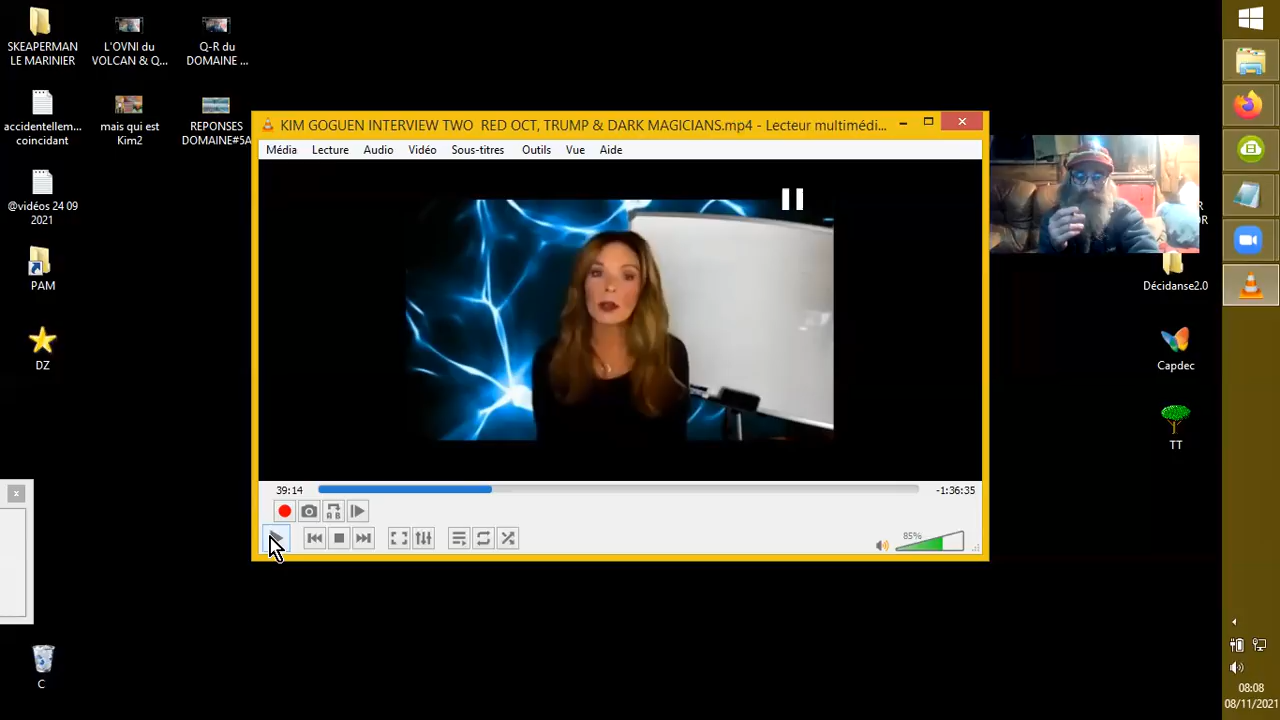 SKEAPERMAN
LE MARINIER
L'OVNI du
VOLCAN & Q...
Q-R du
DOMAINE ...
accidentellem...
coincidant
mais qui est
Kim2
REPONSES
DOMAINE#5A
@vidéos 24 09
2021
PAM
DZ
C
KIM GOGUEN INTERVIEW TWO  RED OCT, TRUMP & DARK MAGICIANS.mp4 - Lecteur multimédi...
Média Lecture Audio Vidéo Sous-titres Outils Vue Aide
39:14
-1:36:35
A B
85%
Décidanse2.0
Capdec
TT
08:08
08/11/2021